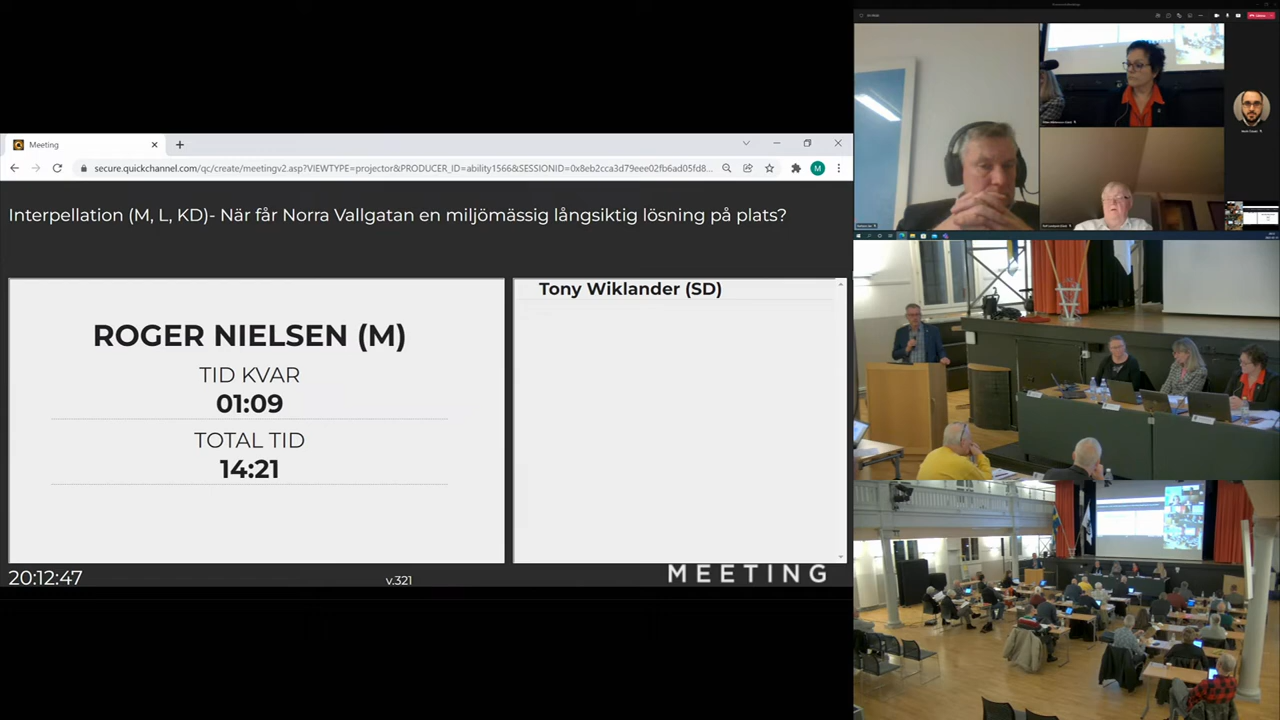 Meeting
secure.quickchannel.com/qc/create/meetingv2.asp?VIEWTYPE=projector&PRODUCER_ID=ability1566&SESSIONID=0x8eb2cca3d79eee02fb6ad5fd8...
M
Interpellation (M, L, KD)- När får Norra Vallgatan en miljömässig långsiktig lösning på plats?
ROGER NIELSEN (M)
TID KVAR
01:09
TOTAL TID
14:21
Tony Wiklander (SD)
20:12:47
v.321
MEETING